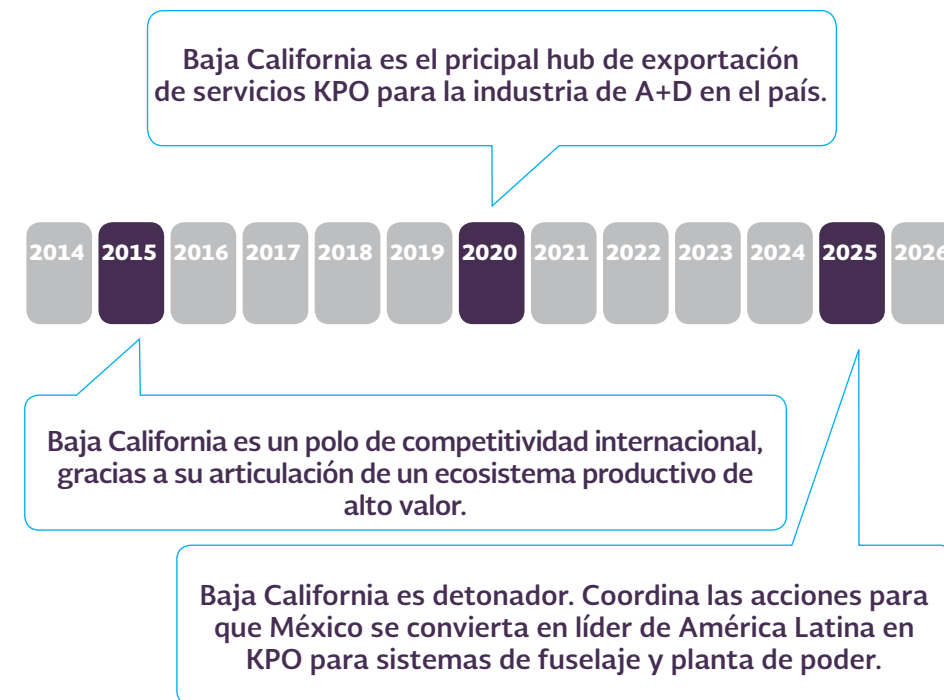 Baja California es el pricipal hub de exportación
de servicios KPO para la industria de A+D en el país.
2014 2015 2016 2017 2018 2019 2020 2021 2022 2023 2024 2025 2026
Baja California es un polo de competitividad internacional,
gracias a su articulación de un ecosistema productivo de
alto valor.
Baja California es detonador. Coordina las acciones para
que México se convierta en líder de América Latina en
KPO para sistemas de fuselaje y planta de poder.